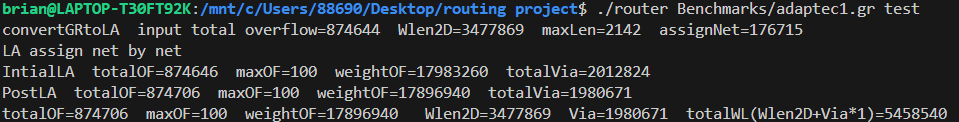 brian@LAPTOP-T30FT92K:/mnt/c/Users/88690/Desktop/routing project$ ./router Benchmarks/adaptec1.gr test
convertGRtoLA  input total overflow=874644  Wlen2D=3477869  maxLen=2142  assignNet=176715
LA assign net by net
IntialLA  totalOF=874646  maxOF=100  weightOF=17983260  totalVia=2012824
PostLA  totalOF=874706  maxOF=100  weightOF=17896940  totalVia=1980671
totalOF=874706  maxOF=100  weightOF=17896940   Wlen2D=3477869  Via=1980671  totalWL(Wlen2D+Via*1)=5458540